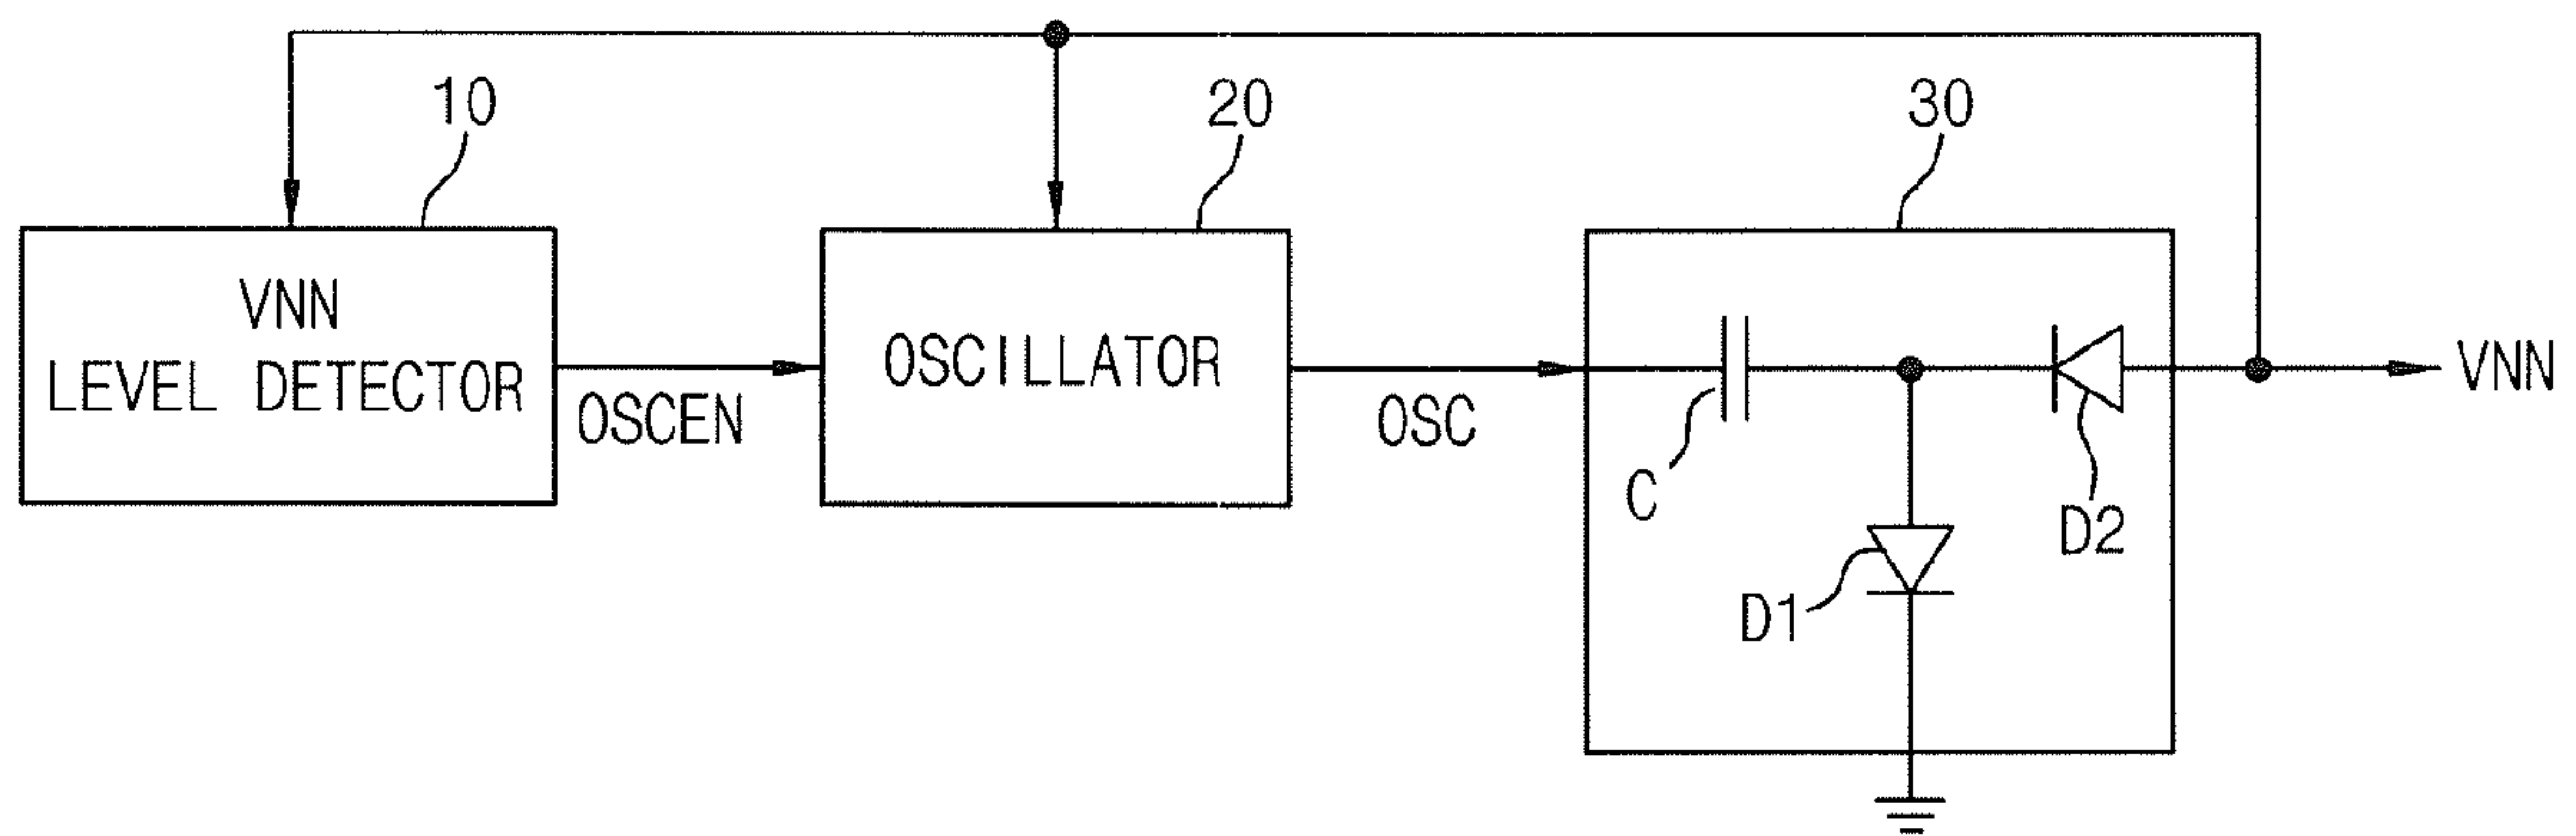 10
20
30
VNN
LEVEL DETECTOR
OSCEN
OSCILLATOR
OSC
C
D1
D2
VNN